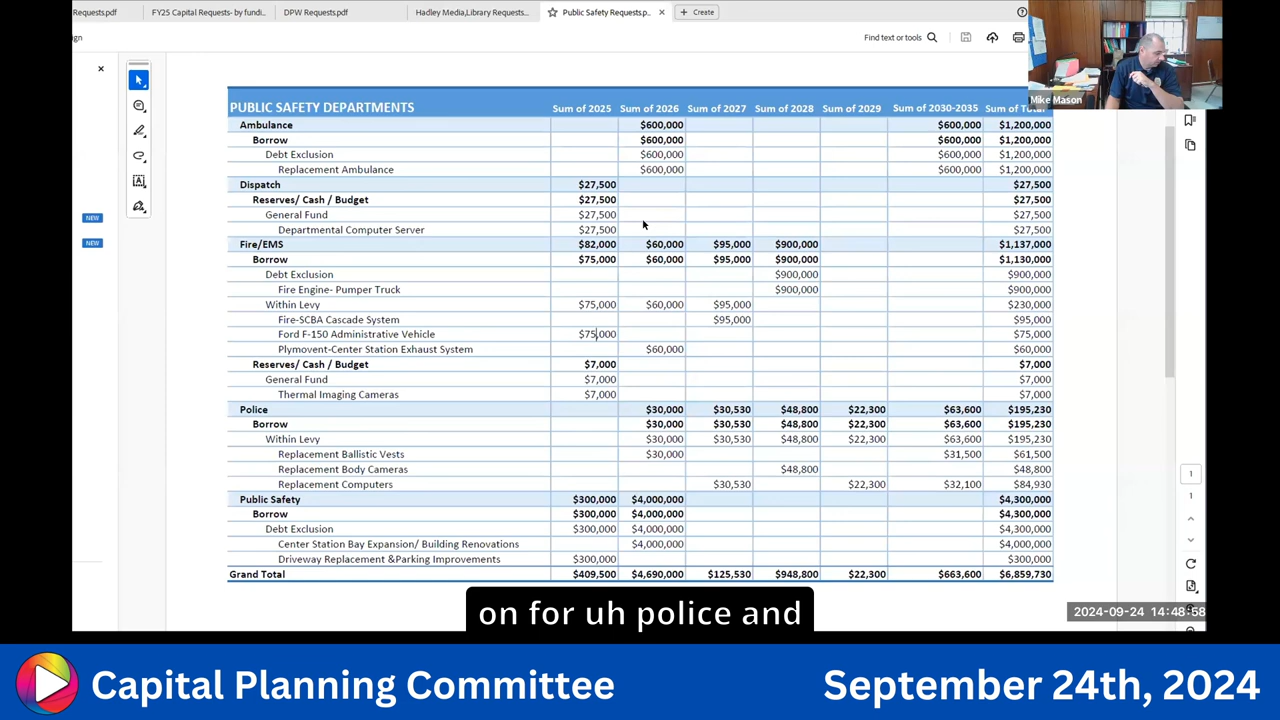 Requests.pdf FY25 Capital Requests- by fundi... DPW Requests.pdf Hadley Media,Library Requests... Public Safety Requests.p... Create
gn Find text or tools
Mike Mason
PUBLIC SAFETY DEPARTMENTS Sum of 2025 Sum of 2026 Sum of 2027 Sum of 2028 Sum of 2029 Sum of 2030-2035 Sum of Total
Ambulance $600,000 $600,000 $1,200,000
Borrow $600,000 $600,000 $1,200,000
Debt Exclusion $600,000 $600,000 $1,200,000
Replacement Ambulance $600,000 $600,000 $1,200,000
Dispatch $27,500 $27,500
Reserves/ Cash / Budget $27,500 $27,500
General Fund $27,500 $27,500
Departmental Computer Server $27,500 $27,500
Fire/EMS $82,000 $60,000 $95,000 $900,000 $1,137,000
Borrow $75,000 $60,000 $95,000 $900,000 $1,130,000
Debt Exclusion $900,000 $900,000
Fire Engine- Pumper Truck $900,000 $900,000
Within Levy $75,000 $60,000 $95,000 $230,000
Fire-SCBA Cascade System $95,000 $95,000
Ford F-150 Administrative Vehicle $75,000 $75,000
Plymovent-Center Station Exhaust System $60,000 $60,000
Reserves/ Cash / Budget $7,000 $7,000
General Fund $7,000 $7,000
Thermal Imaging Cameras $7,000 $7,000
Police $30,000 $30,530 $48,800 $22,300 $63,600 $195,230
Borrow $30,000 $30,530 $48,800 $22,300 $63,600 $195,230
Within Levy $30,000 $30,530 $48,800 $22,300 $63,600 $195,230
Replacement Ballistic Vests $30,000 $31,500 $61,500
Replacement Body Cameras $48,800 $48,800
Replacement Computers $30,530 $22,300 $32,100 $84,930
Public Safety $300,000 $4,000,000 $4,300,000
Borrow $300,000 $4,000,000 $4,300,000
Debt Exclusion $300,000 $4,000,000 $4,300,000
Center Station Bay Expansion/ Building Renovations $4,000,000 $4,000,000
Driveway Replacement &Parking Improvements $300,000 $300,000
Grand Total $409,500 $4,690,000 $125,530 $948,800 $22,300 $663,600 $6,859,730
NEW
NEW
1
1
on for uh police and
2024-09-24 14:48:58
Capital Planning Committee September 24th, 2024